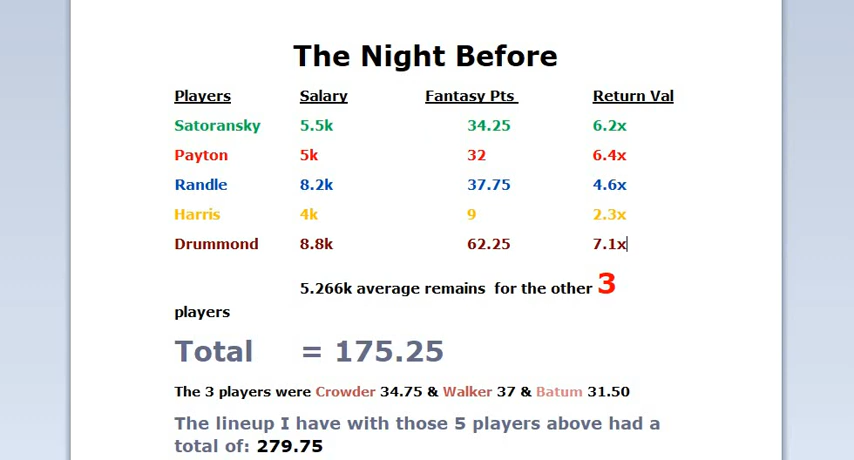 The Night Before
Players Salary Fantasy Pts Return Val
Satoransky 5.5k 34.25 6.2x
Payton 5k 32 6.4x
Randle 8.2k 37.75 4.6x
Harris 4k 9 2.3x
Drummond 8.8k 62.25 7.1x
5.266k average remains for the other 3
players
Total = 175.25
The 3 players were Crowder 34.75 & Walker 37 & Batum 31.50
The lineup I have with those 5 players above had a
total of: 279.75